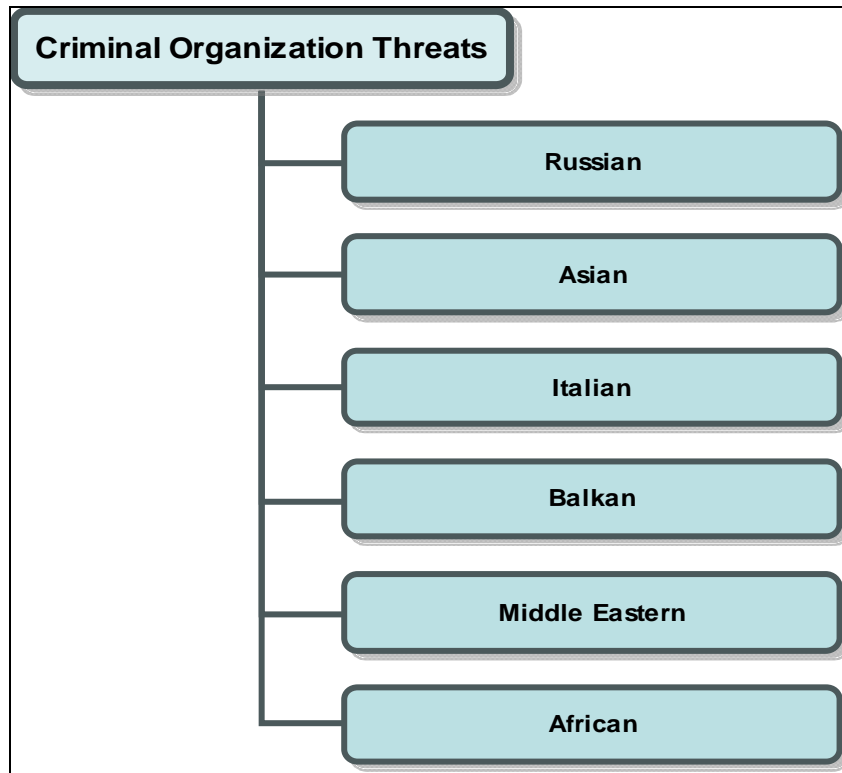 Criminal Organization Threats
Russian
Asian
Italian
Balkan
Middle Eastern
African